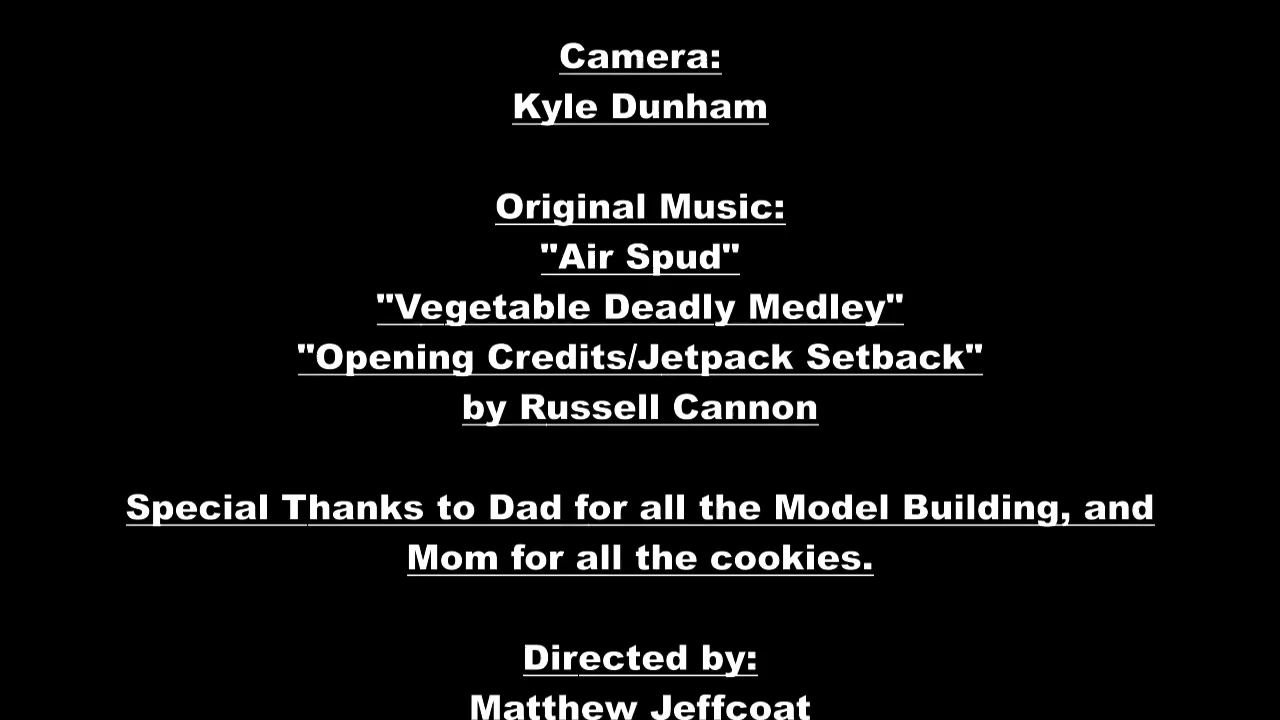 Camera:
Kyle Dunham
Original Music:
"Air Spud"
"Vegetable Deadly Medley"
"Opening Credits/Jetpack Setback"
by Russell Cannon
Special Thanks to Dad for all the Model Building, and
Mom for all the cookies.
Directed by:
Matthew Jeffcoat